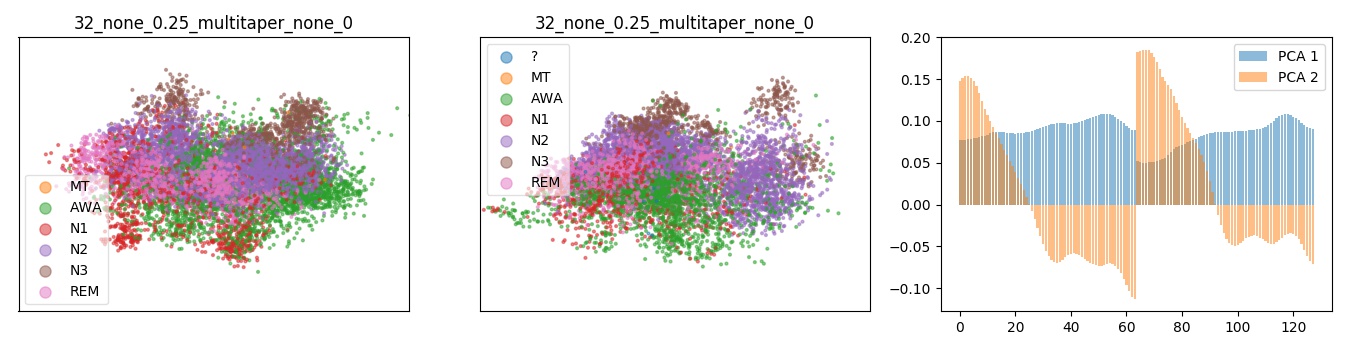 32_none_0.25_multitaper_none_0
MT
AWA
N1
N2
N3
REM
32_none_0.25_multitaper_none_0
?
MT
AWA
N1
N2
N3
REM
PCA 1
PCA 2
0.20
0.15
0.10
0.05
0.00
−0.05
−0.10
0 20 40 60 80 100 120